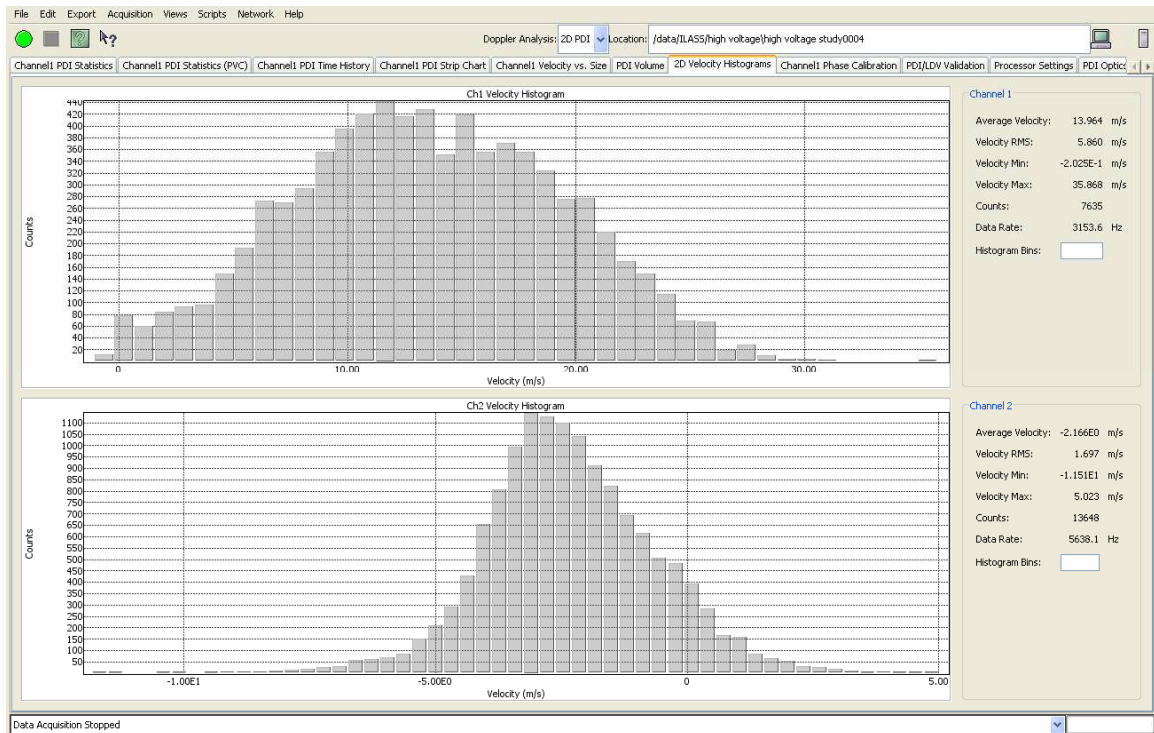 File Edit Export Acquisition Views Scripts Network Help
Doppler Analysis: 2D PDI Location: /data/ILASS/high voltage\high voltage study0004
Channel1 PDI Statistics Channel1 PDI Statistics (PVC) Channel1 PDI Time History Channel1 PDI Strip Chart Channel1 Velocity vs. Size PDI Volume 2D Velocity Histograms Channel1 Phase Calibration PDI/LDV Validation Processor Settings PDI Optics
Ch1 Velocity Histogram
440
420
400
380
360
340
320
300
280
260
240
220
200
180
160
140
120
100
80
60
40
20
Counts
0 10.00 20.00 30.00
Velocity (m/s)
Channel 1
Average Velocity: 13.964 m/s
Velocity RMS: 5.860 m/s
Velocity Min: -2.025E-1 m/s
Velocity Max: 35.868 m/s
Counts: 7635
Data Rate: 3153.6 Hz
Histogram Bins:
Ch2 Velocity Histogram
1100
1050
1000
950
900
850
800
750
700
650
600
550
500
450
400
350
300
250
200
150
100
50
Counts
-1.00E1 -5.00E0 0 5.00
Velocity (m/s)
Channel 2
Average Velocity: -2.166E0 m/s
Velocity RMS: 1.697 m/s
Velocity Min: -1.151E1 m/s
Velocity Max: 5.023 m/s
Counts: 13648
Data Rate: 5638.1 Hz
Histogram Bins:
Data Acquisition Stopped